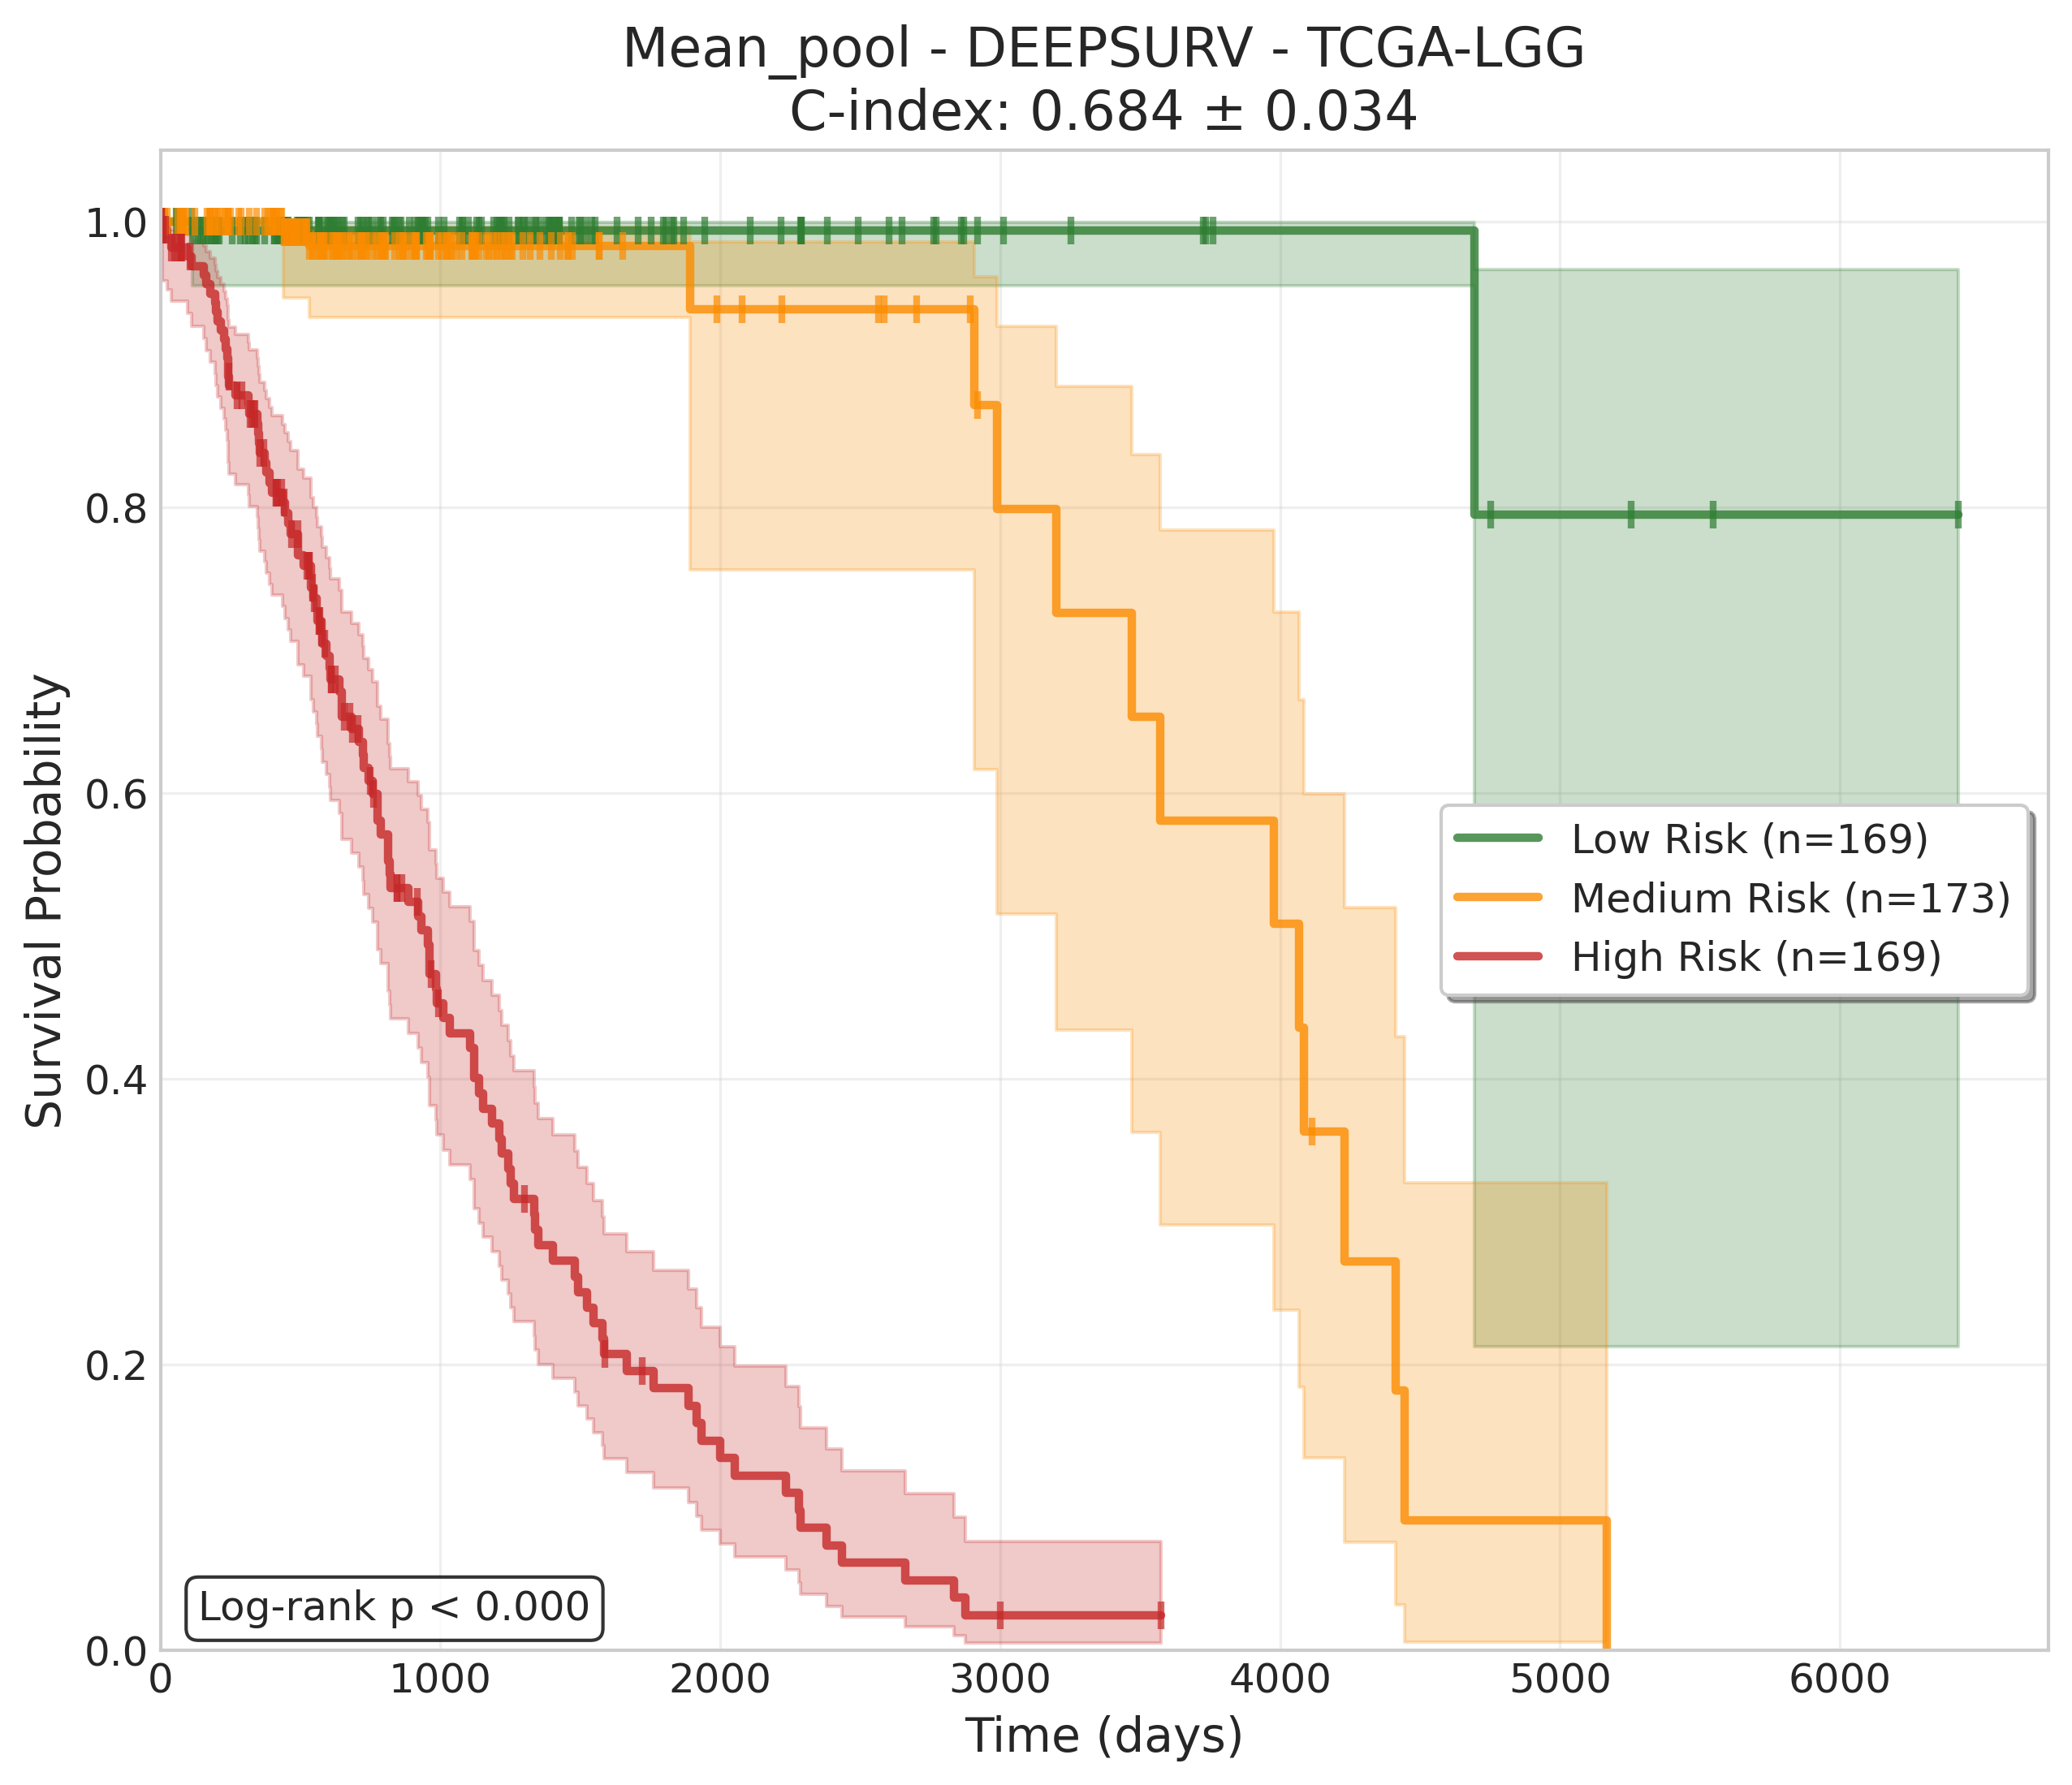 Mean_pool - DEEPSURV - TCGA-LGG
C-index: 0.684 ± 0.034
Survival Probability
1.0
0.8
0.6
0.4
0.2
0.0
Low Risk (n=169)
Medium Risk (n=173)
High Risk (n=169)
Log-rank p < 0.000
0 1000 2000 3000 4000 5000 6000
Time (days)